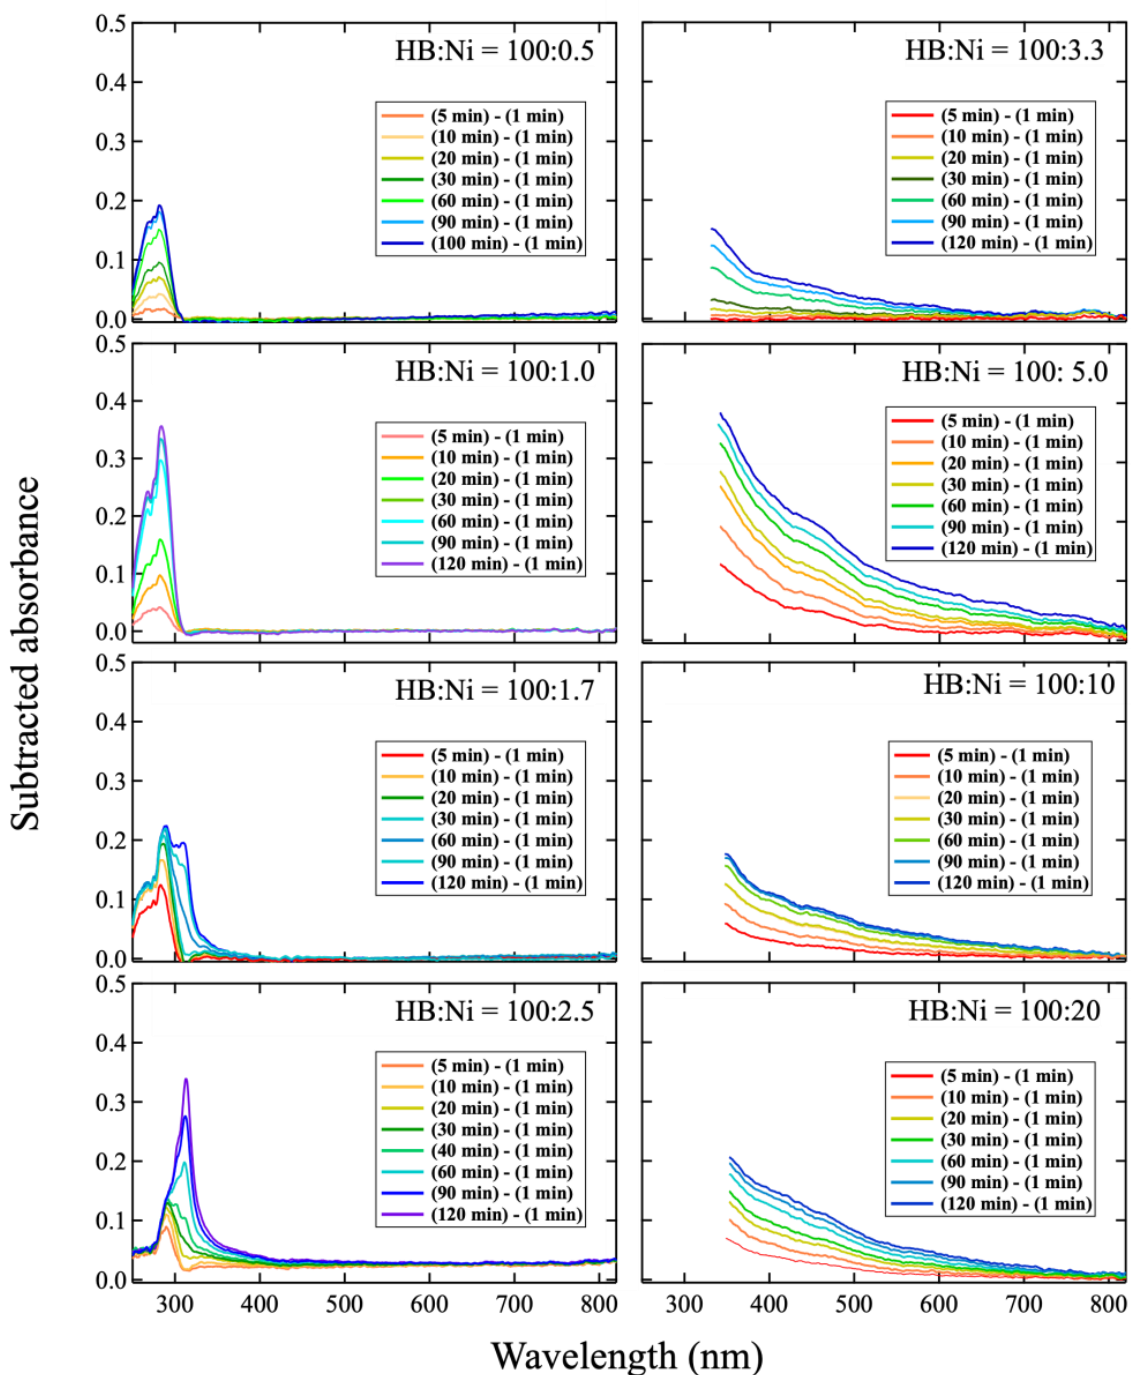 Subtracted absorbance
0.5
0.4
0.3
0.2
0.1
0.0
HB:Ni = 100:0.5
(5 min) - (1 min)
(10 min) - (1 min)
(20 min) - (1 min)
(30 min) - (1 min)
(60 min) - (1 min)
(90 min) - (1 min)
(100 min) - (1 min)
HB:Ni = 100:3.3
(5 min) - (1 min)
(10 min) - (1 min)
(20 min) - (1 min)
(30 min) - (1 min)
(60 min) - (1 min)
(90 min) - (1 min)
(120 min) - (1 min)
0.5
0.4
0.3
0.2
0.1
0.0
HB:Ni = 100:1.0
(5 min) - (1 min)
(10 min) - (1 min)
(20 min) - (1 min)
(30 min) - (1 min)
(60 min) - (1 min)
(90 min) - (1 min)
(120 min) - (1 min)
HB:Ni = 100: 5.0
(5 min) - (1 min)
(10 min) - (1 min)
(20 min) - (1 min)
(30 min) - (1 min)
(60 min) - (1 min)
(90 min) - (1 min)
(120 min) - (1 min)
0.5
0.4
0.3
0.2
0.1
0.0
HB:Ni = 100:1.7
(5 min) - (1 min)
(10 min) - (1 min)
(20 min) - (1 min)
(30 min) - (1 min)
(60 min) - (1 min)
(90 min) - (1 min)
(120 min) - (1 min)
HB:Ni = 100:10
(5 min) - (1 min)
(10 min) - (1 min)
(20 min) - (1 min)
(30 min) - (1 min)
(60 min) - (1 min)
(90 min) - (1 min)
(120 min) - (1 min)
0.5
0.4
0.3
0.2
0.1
0.0
HB:Ni = 100:2.5
(5 min) - (1 min)
(10 min) - (1 min)
(20 min) - (1 min)
(30 min) - (1 min)
(40 min) - (1 min)
(60 min) - (1 min)
(90 min) - (1 min)
(120 min) - (1 min)
HB:Ni = 100:20
(5 min) - (1 min)
(10 min) - (1 min)
(20 min) - (1 min)
(30 min) - (1 min)
(60 min) - (1 min)
(90 min) - (1 min)
(120 min) - (1 min)
300 400 500 600 700 800
300 400 500 600 700 800
Wavelength (nm)